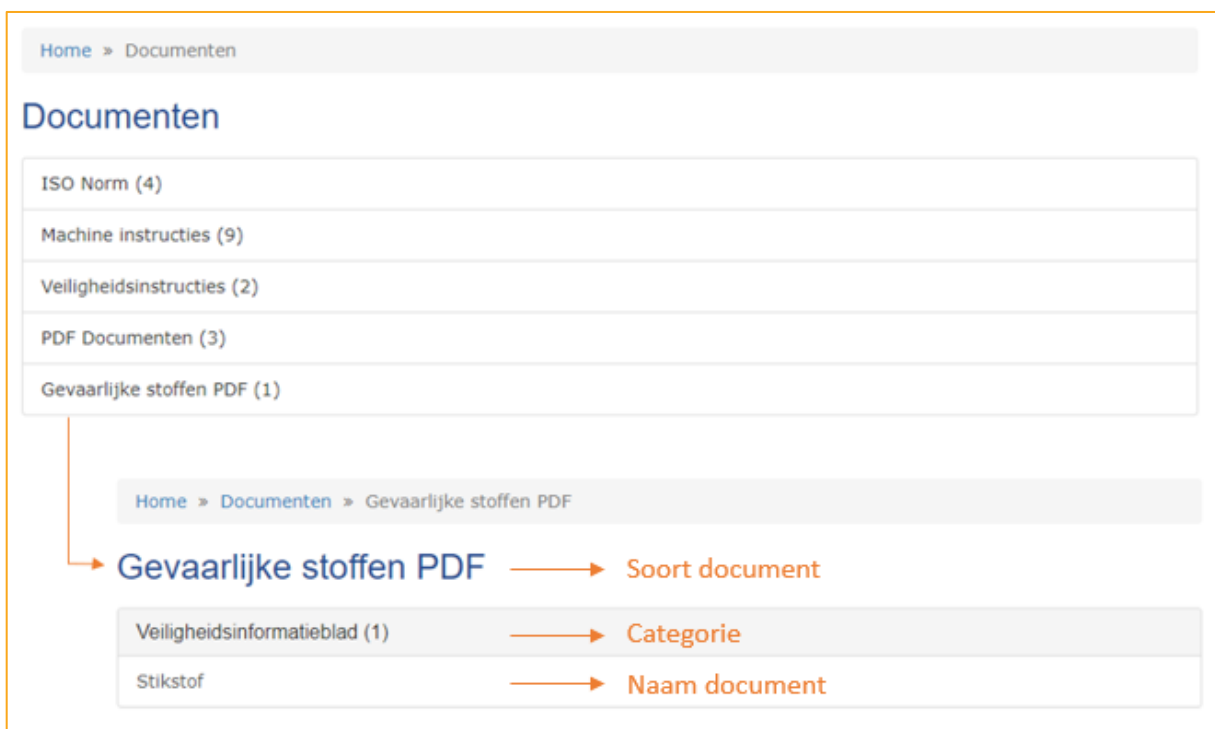 Home » Documenten
Documenten
ISO Norm (4)
Machine instructies (9)
Veiligheidsinstructies (2)
PDF Documenten (3)
Gevaarlijke stoffen PDF (1)
Home » Documenten » Gevaarlijke stoffen PDF
Gevaarlijke stoffen PDF Soort document
Veiligheidsinformatieblad (1) Categorie
Stikstof Naam document